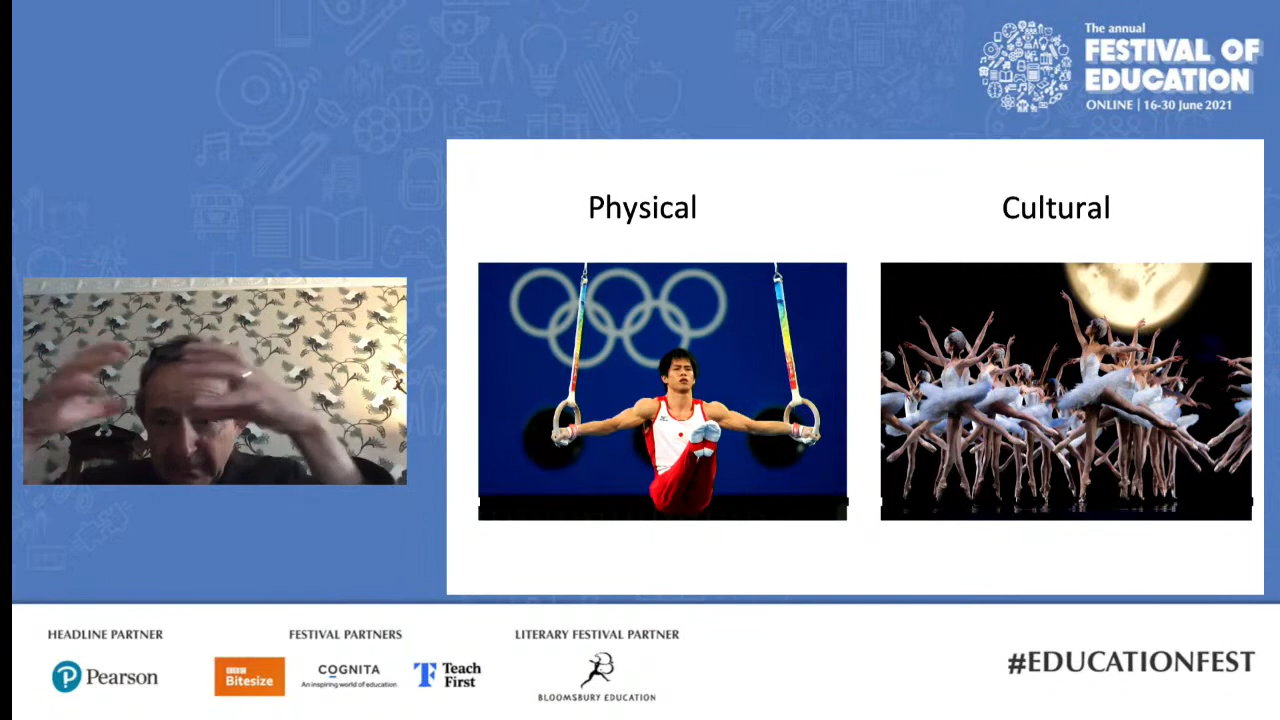 The annual
FESTIVAL OF
EDUCATION
ONLINE | 16-30 June 2021
Physical
Cultural
HEADLINE PARTNER
FESTIVAL PARTNERS
LITERARY FESTIVAL PARTNER
Pearson
BBC
Bitesize
COGNITA
An inspiring world of education
Teach
First
BLOOMSBURY EDUCATION
#EDUCATIONFEST